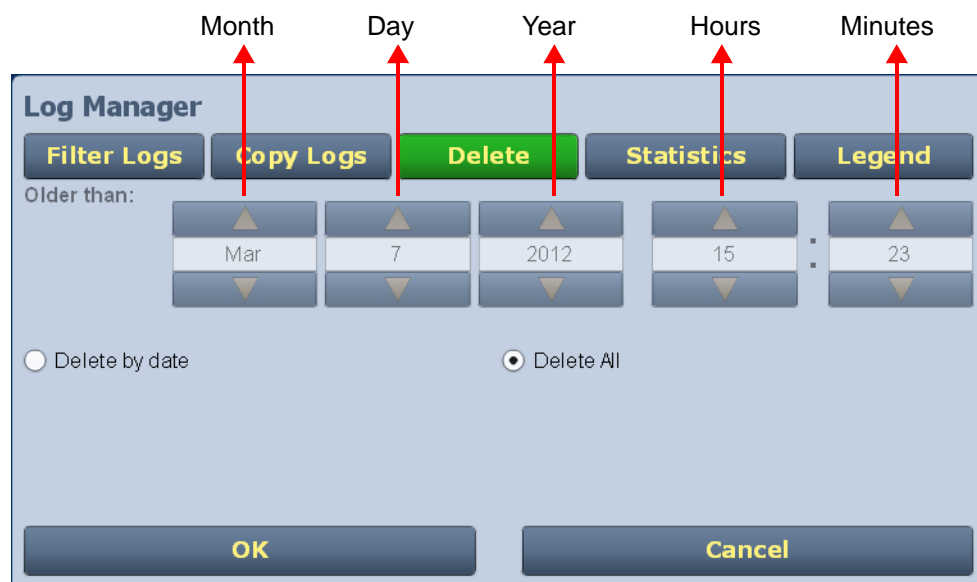 Month Day Year Hours Minutes
Log Manager
Filter Logs Copy Logs Delete Statistics Legend
Older than:
Mar 7 2012 15 : 23
Delete by date Delete All
OK Cancel